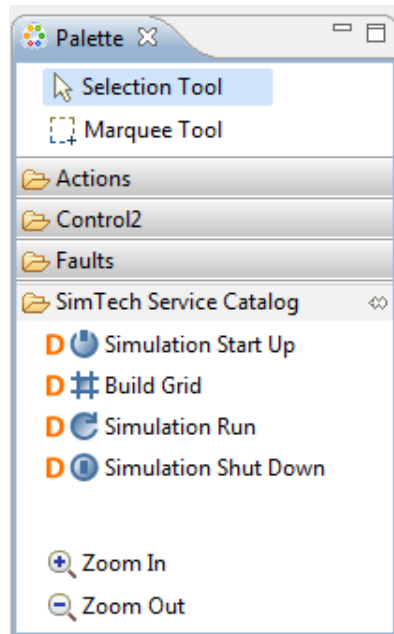 Palette
Selection Tool
Marquee Tool
Actions
Control2
Faults
SimTech Service Catalog
D Simulation Start Up
D Build Grid
D Simulation Run
D Simulation Shut Down
Zoom In
Zoom Out